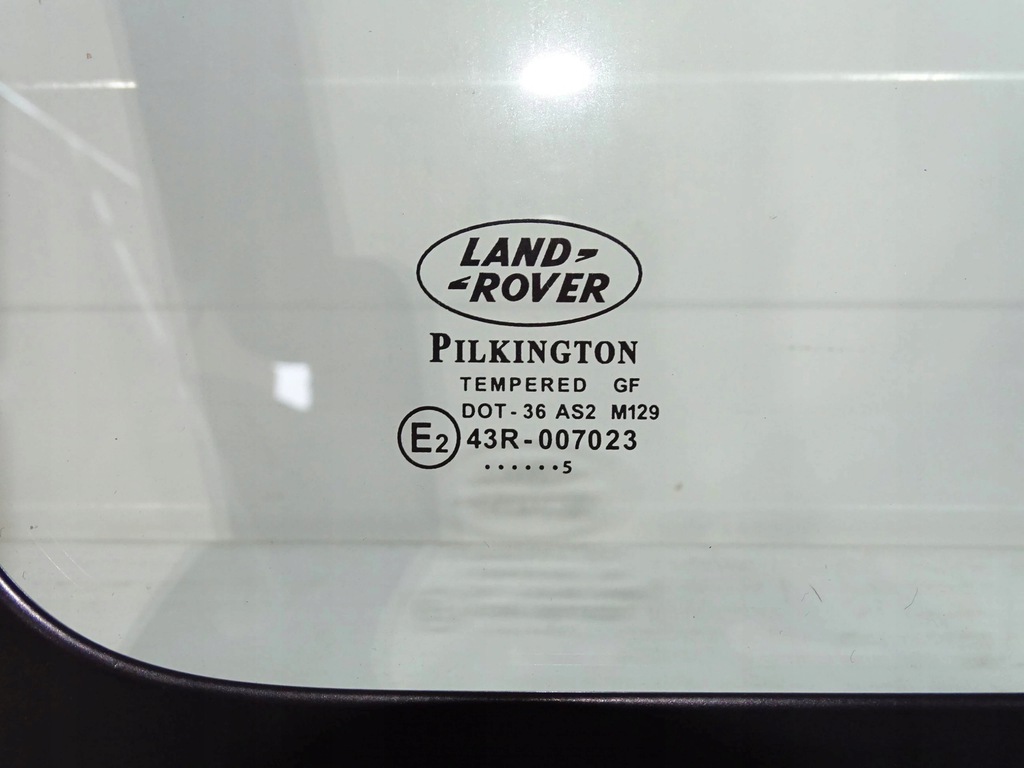 LAND
ROVER
PILKINGTON
TEMPERED GF
DOT-36 AS2 M129
E2 43R-007023
······5